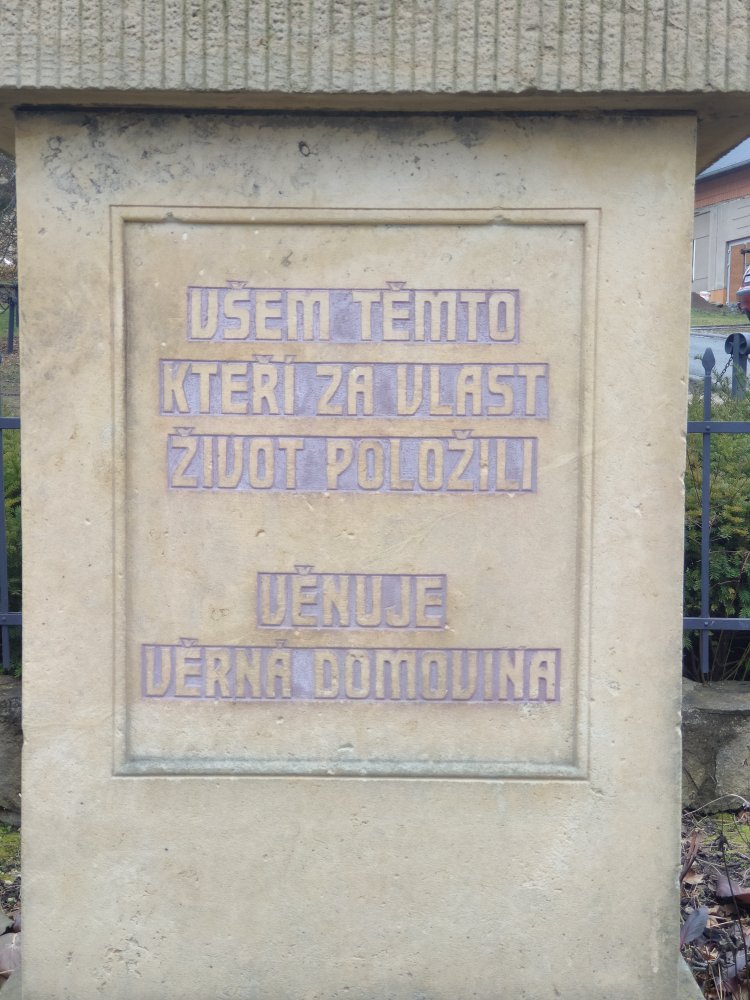 VŠEM TĚMTO
KTEŘÍ ZA VLAST
ŽIVOT POLOŽILI
VĚNUJE
VĚRNÁ DOMOVINA